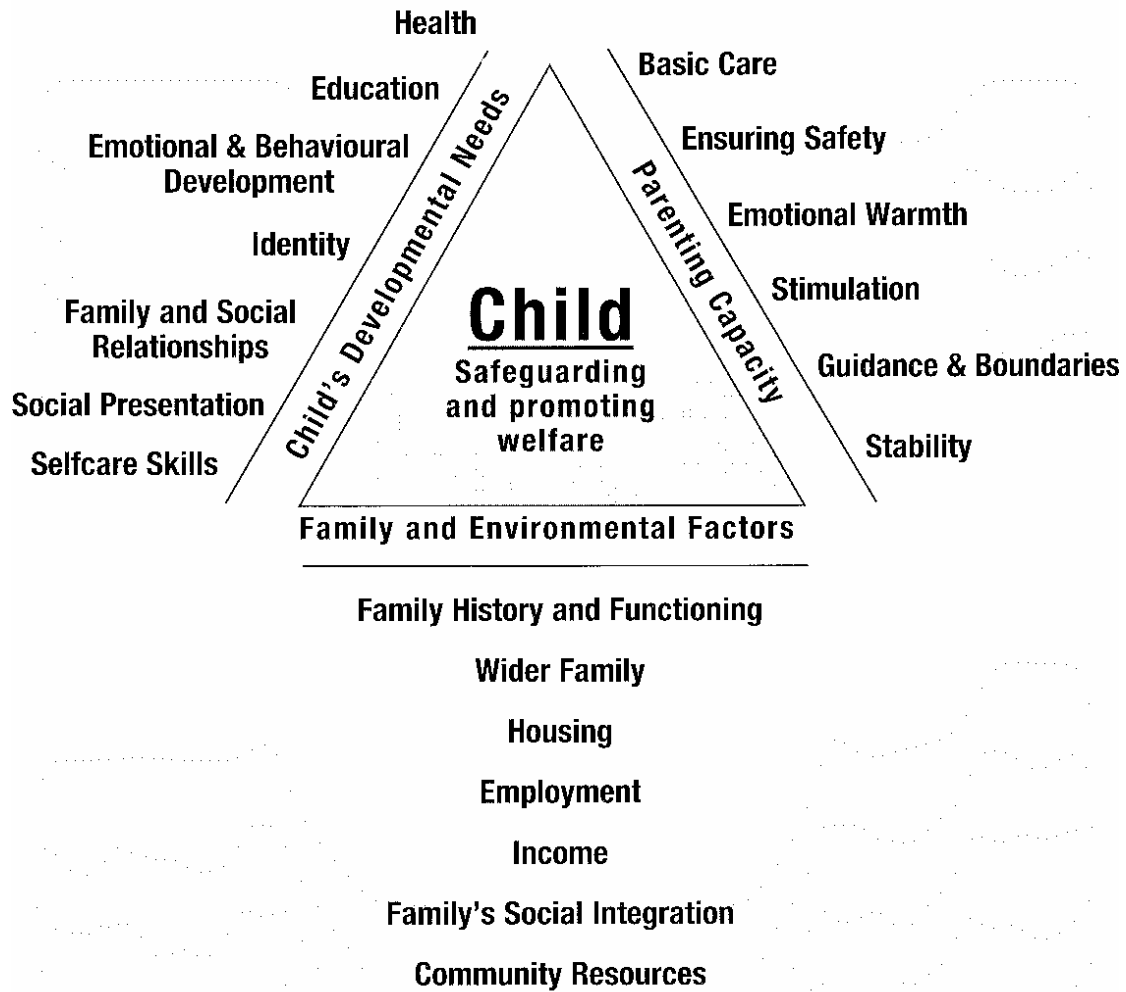 Health
Education
Emotional & Behavioural
Development
Identity
Family and Social
Relationships
Social Presentation
Selfcare Skills
Child's Developmental Needs
Basic Care
Ensuring Safety
Emotional Warmth
Stimulation
Guidance & Boundaries
Stability
Parenting Capacity
Child
Safeguarding
and promoting
welfare
Family and Environmental Factors
Family History and Functioning
Wider Family
Housing
Employment
Income
Family's Social Integration
Community Resources